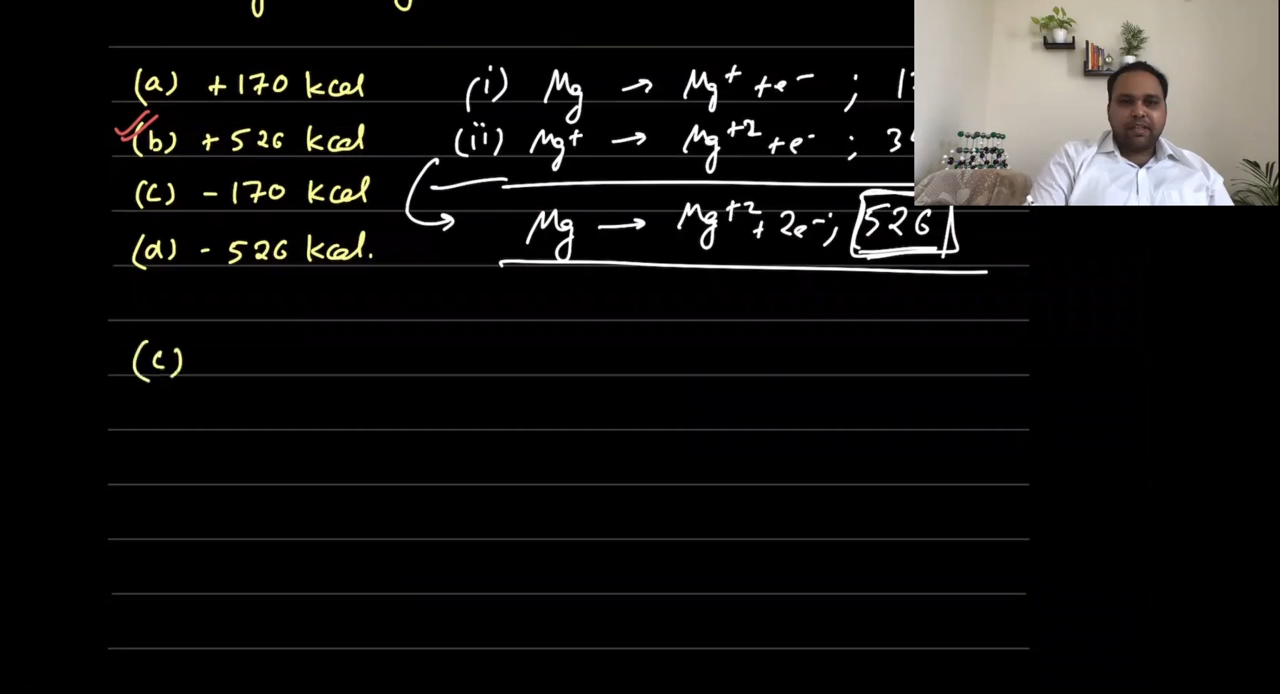 (a) +170 kcal
(b) +526 kcal
(c) -170 kcal
(d) -526 kcal.
(i) Mg → Mg+ + e- ;
(ii) Mg+ → Mg+2 + e- ;
Mg → Mg+2 + 2e-; 526
(c)